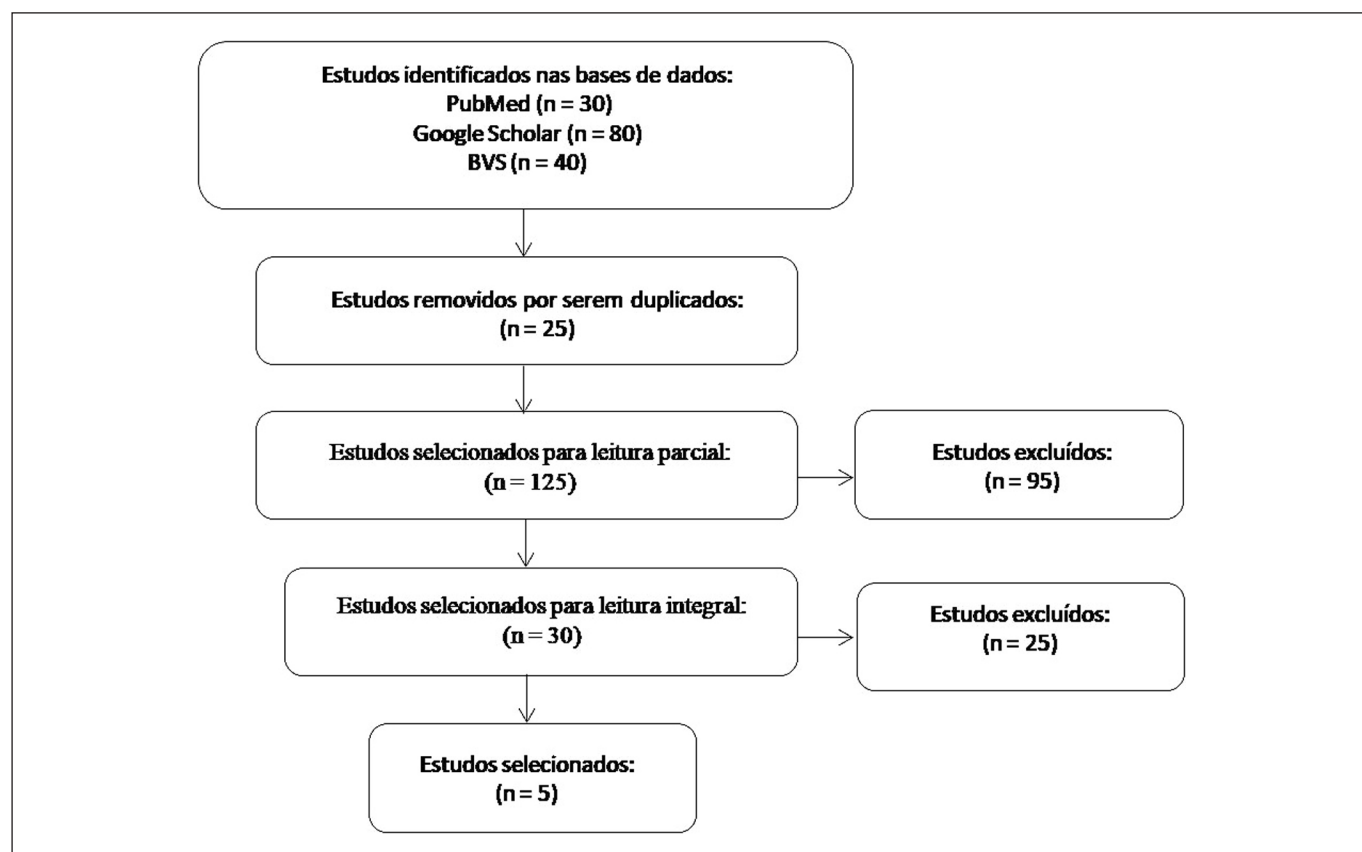 Estudos identificados nas bases de dados:
PubMed (n = 30)
Google Scholar (n = 80)
BVS (n = 40)
Estudos removidos por serem duplicados:
(n = 25)
Estudos selecionados para leitura parcial:
(n = 125)
Estudos excluídos:
(n = 95)
Estudos selecionados para leitura integral:
(n = 30)
Estudos excluídos:
(n = 25)
Estudos selecionados:
(n = 5)